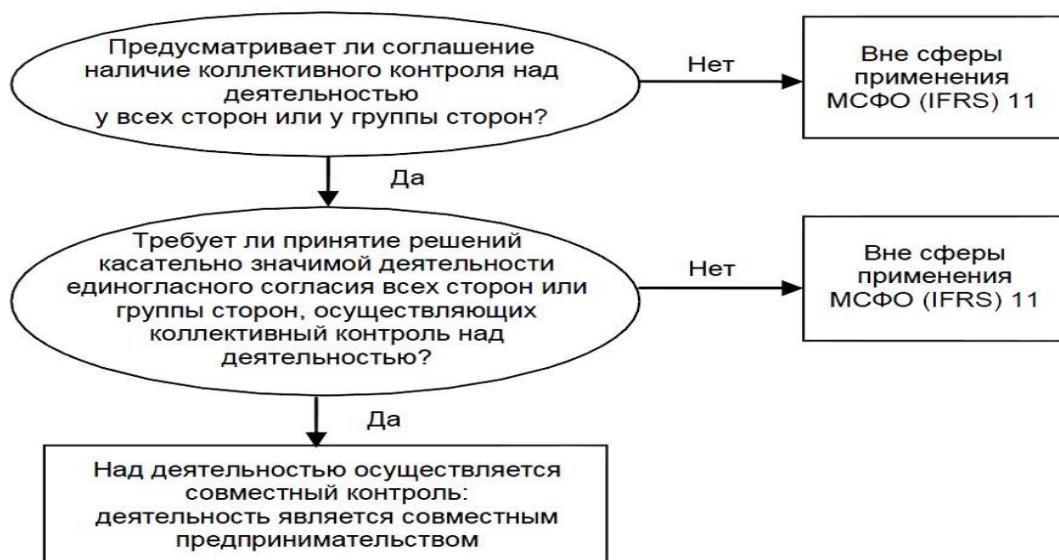 Предусматривает ли соглашение
наличие коллективного контроля над
деятельностью
у всех сторон или у группы сторон?
Нет
Вне сферы
применения
МСФО (IFRS) 11
Да
Требует ли принятие решений
касательно значимой деятельности
единогласного согласия всех сторон или
группы сторон, осуществляющих
коллективный контроль над
деятельностью?
Нет
Вне сферы
применения
МСФО (IFRS) 11
Да
Над деятельностью осуществляется
совместный контроль:
деятельность является совместным
предпринимательством